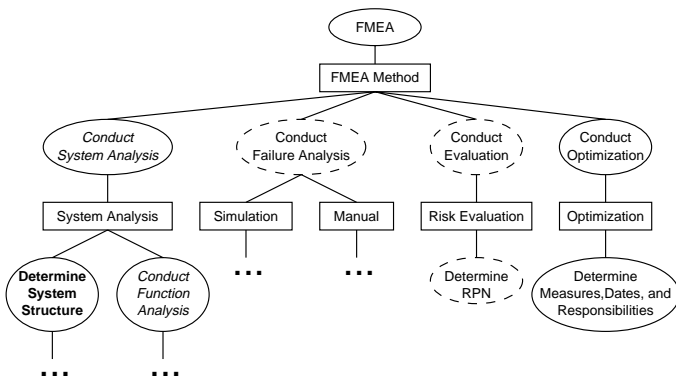 FMEA
FMEA Method
Conduct
System Analysis
Conduct
Failure Analysis
Conduct
Evaluation
Conduct
Optimization
System Analysis
Simulation
Manual
Risk Evaluation
Optimization
...
...
Determine
System
Structure
Conduct
Function
Analysis
Determine
RPN
Determine
Measures,Dates, and
Responsibilities
...
...